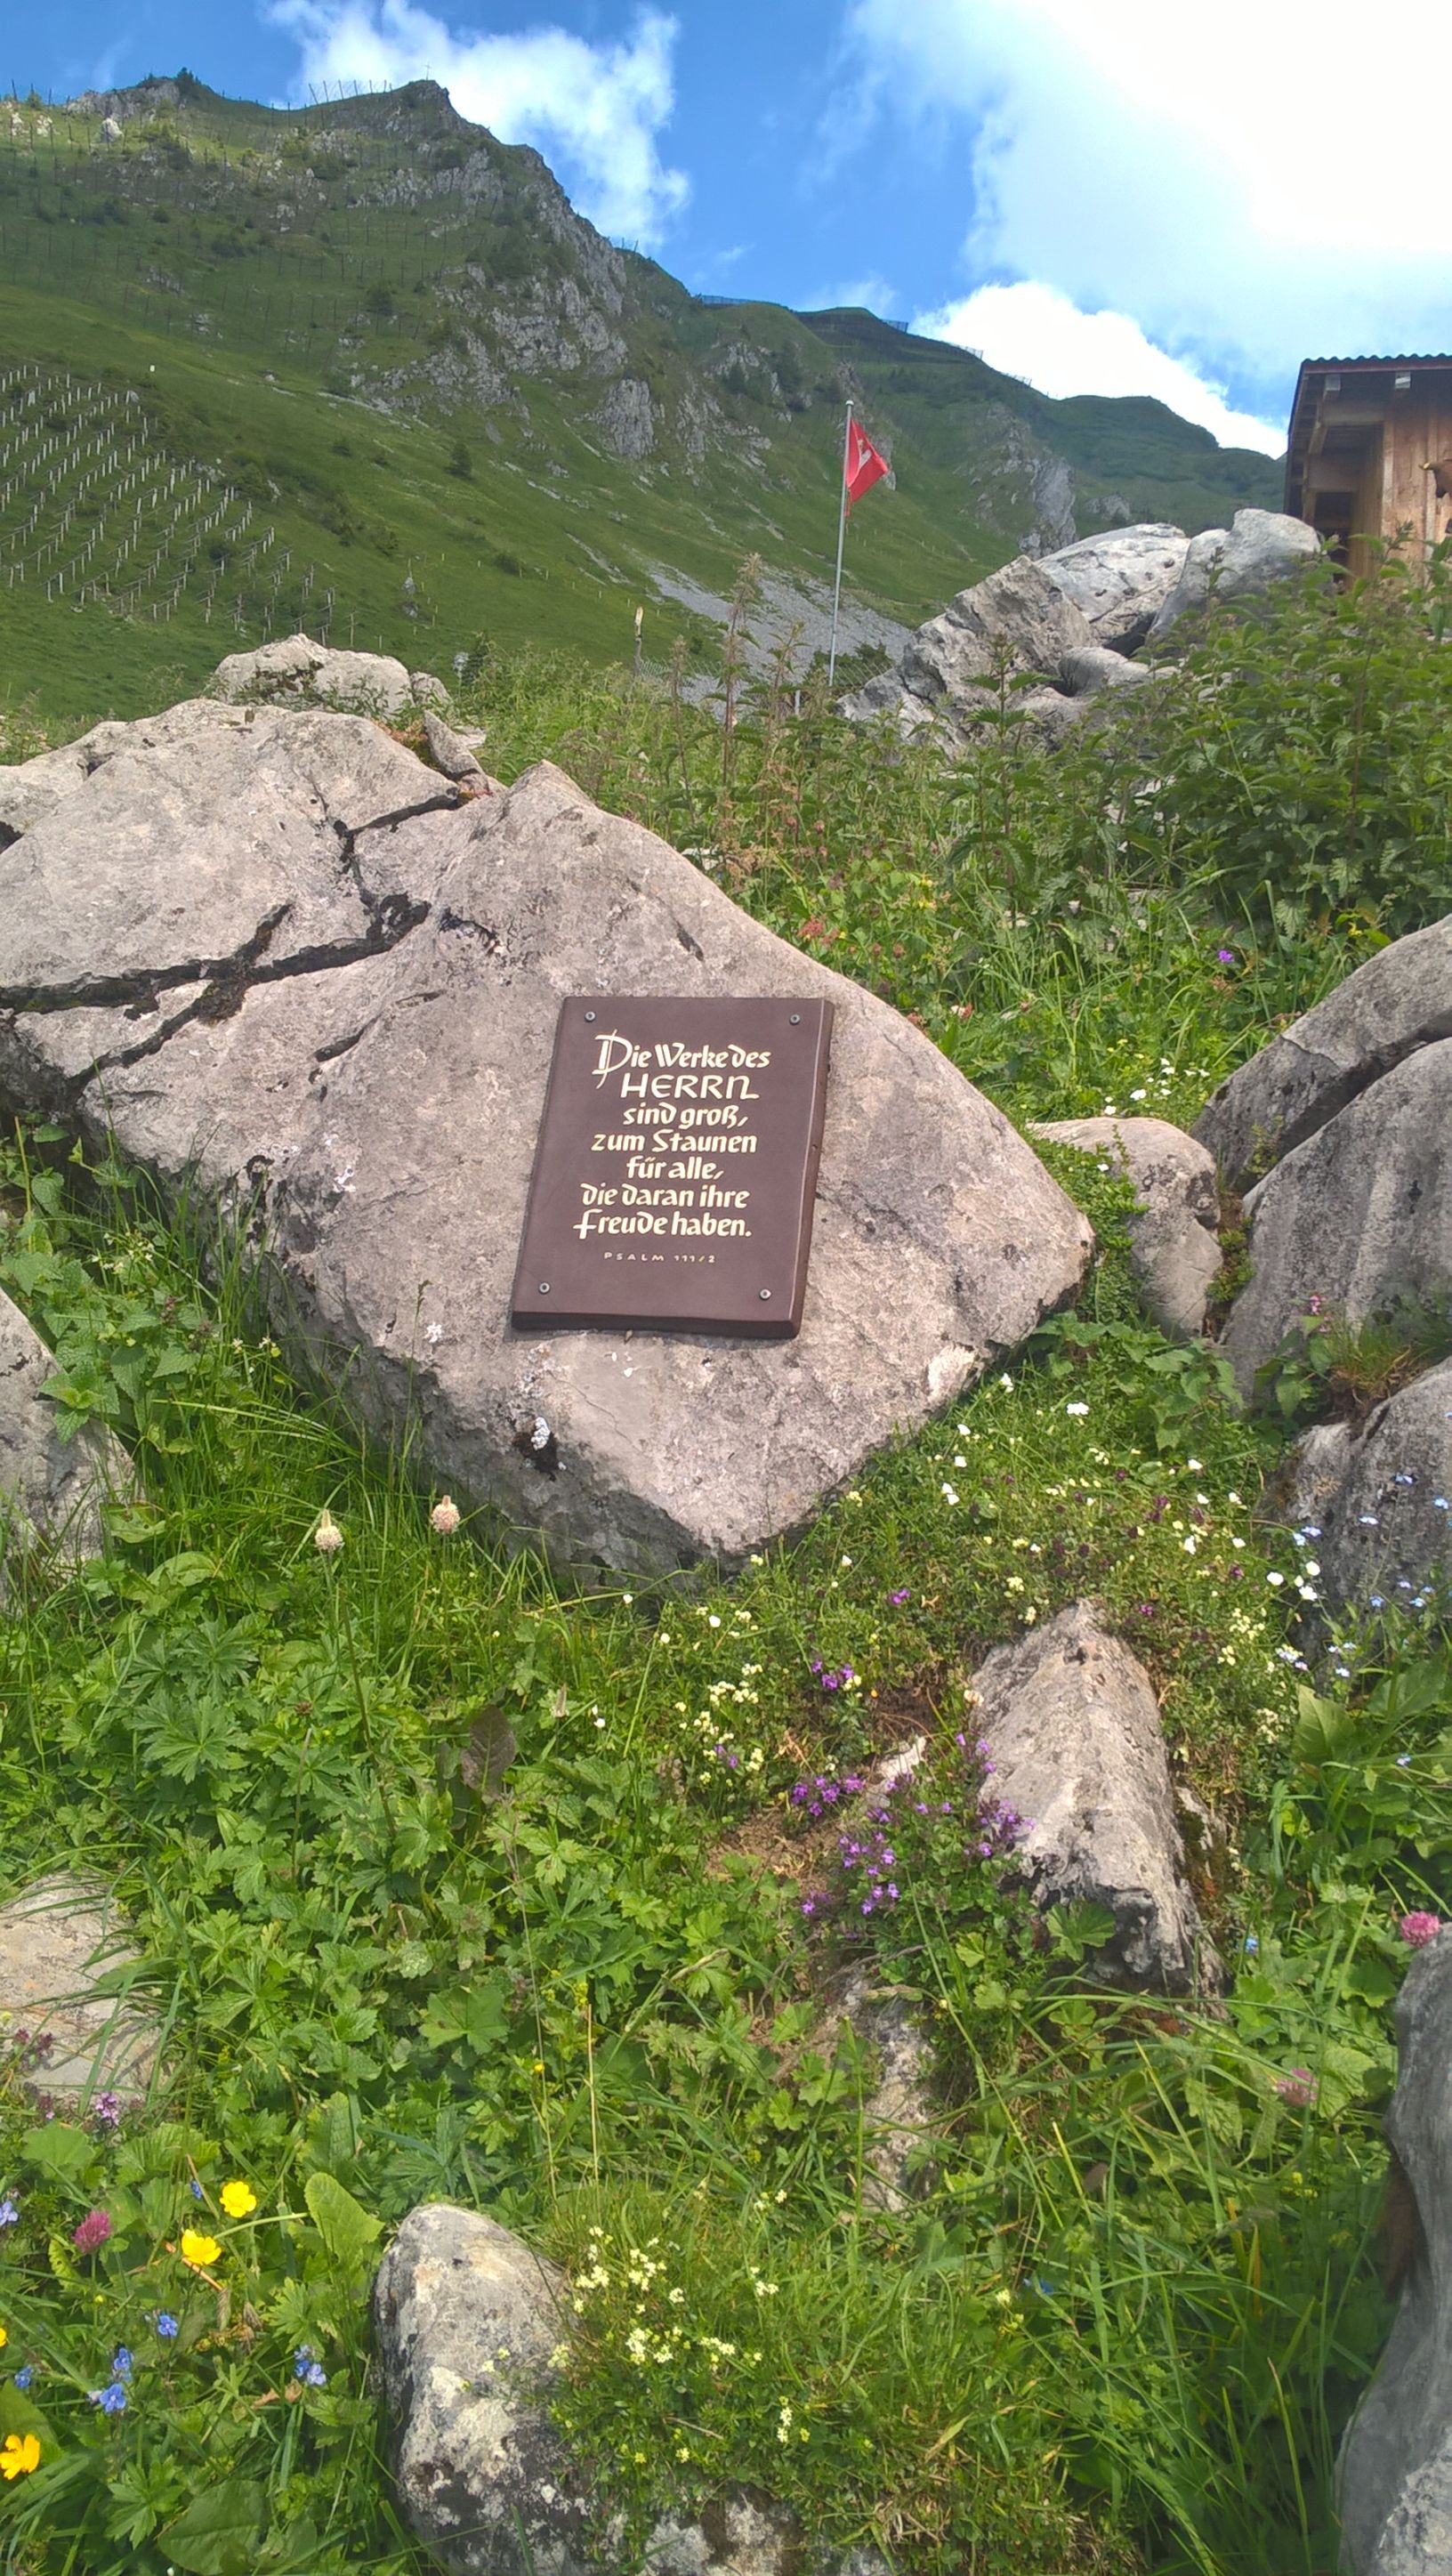 Die Werke des
HERRN
sind groß,
zum Staunen
für alle,
die daran ihre
Freude haben.
PSALM 111/2